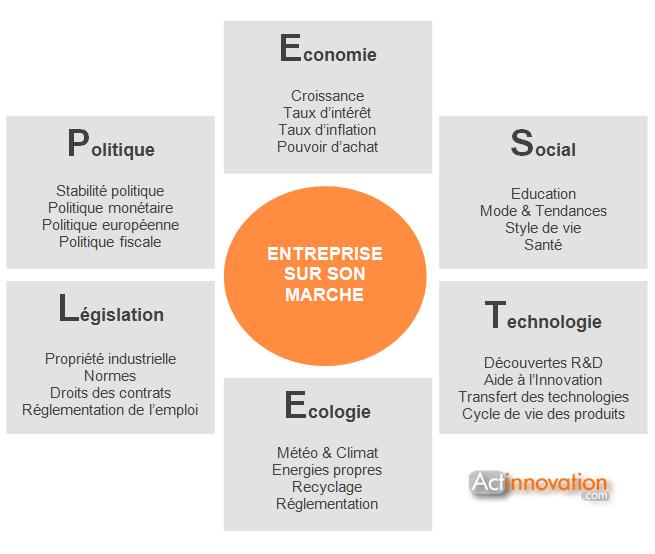 Economie
Croissance
Taux d'intérêt
Taux d'inflation
Pouvoir d'achat
Politique
Stabilité politique
Politique monétaire
Politique européenne
Politique fiscale
Social
Education
Mode & Tendances
Style de vie
Santé
ENTREPRISE
SUR SON
MARCHE
Législation
Propriété industrielle
Normes
Droits des contrats
Réglementation de l'emploi
Technologie
Découvertes R&D
Aide à l'Innovation
Transfert des technologies
Cycle de vie des produits
Ecologie
Météo & Climat
Energies propres
Recyclage
Réglementation
Actinnovation
.com